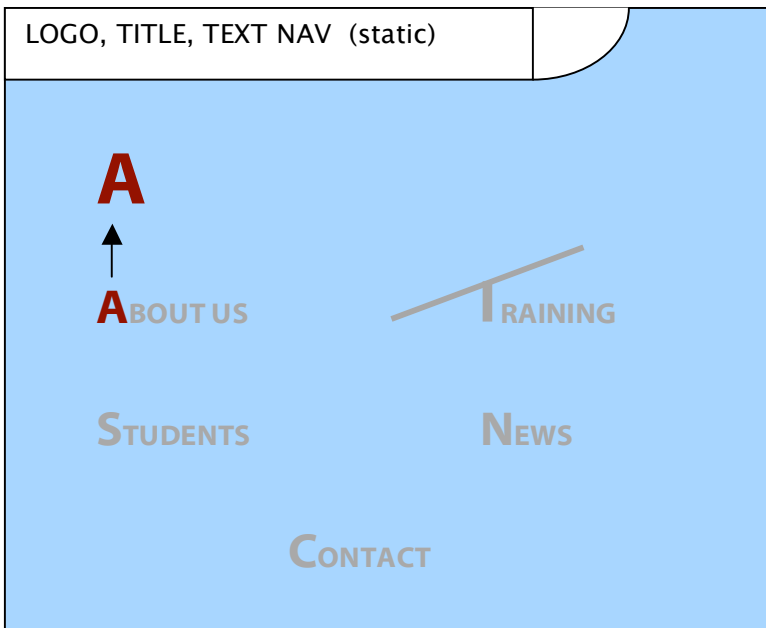 LOGO, TITLE, TEXT NAV (static)
A
ABOUT US
TRAINING
STUDENTS
NEWS
CONTACT